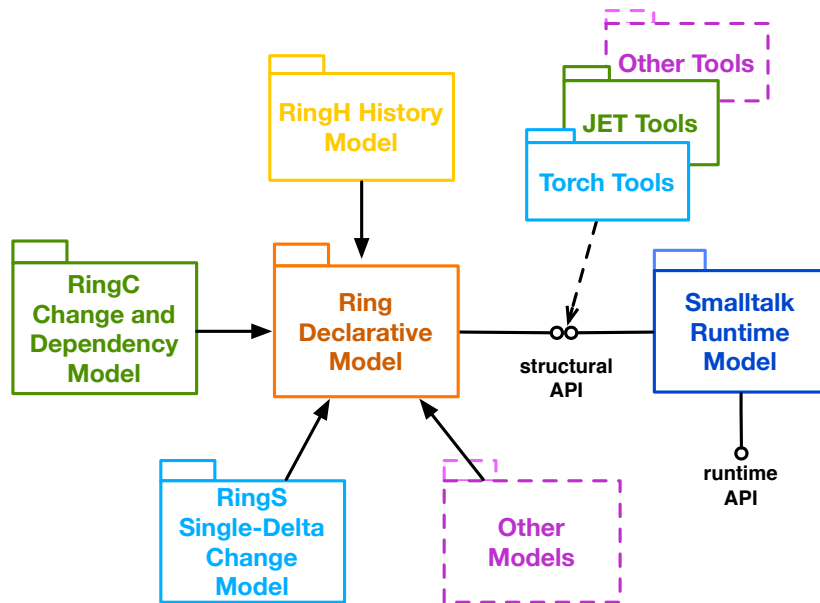 Other Tools
JET Tools
Torch Tools
RingH History
Model
RingC
Change and
Dependency
Model
Ring
Declarative
Model
structural
API
Smalltalk
Runtime
Model
runtime
API
RingS
Single-Delta
Change
Model
Other
Models